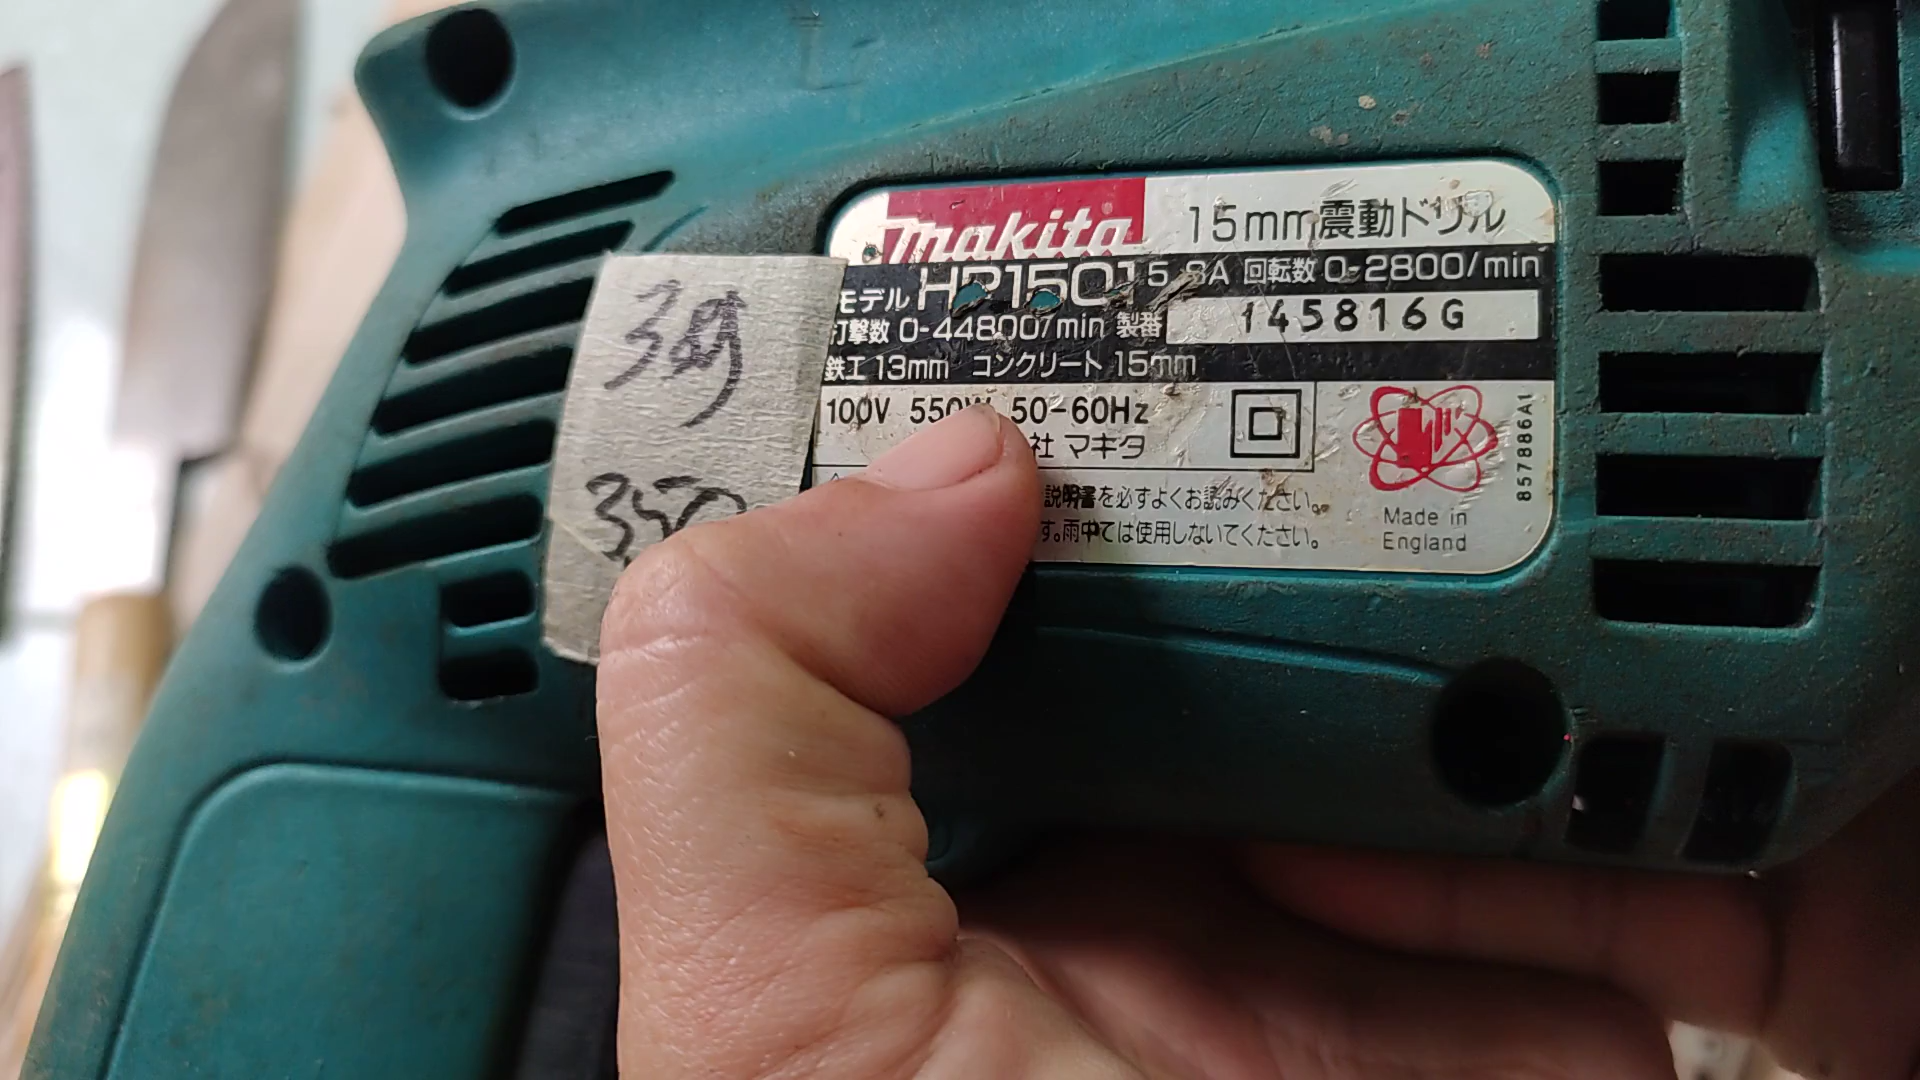 makita 15mm震動ドリル
モデル HP1501 5.8A 回転数 0-2800/min
打撃数 0-44800/min 製番 145816G
鉄工 13mm コンクリート 15mm
100V 550W 50-60Hz
社 マキタ
説明書を必ずよくお読みください。
す。雨中では使用しないでください。
Made in
England
857886A1
350